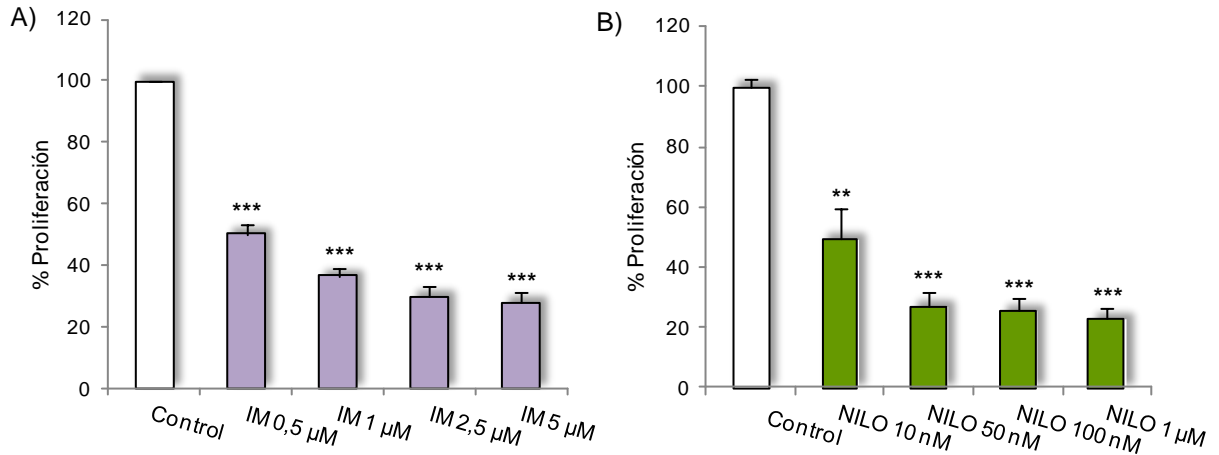 A)
% Proliferación
120
100
80
60
40
20
0
***
***
***
***
Control
IM 0,5 µM
IM 1 µM
IM 2,5 µM
IM 5 µM
B)
% Proliferación
120
100
80
60
40
20
0
**
***
***
***
Control
NILO 10 nM
NILO 50 nM
NILO 100 nM
NILO 1 µM